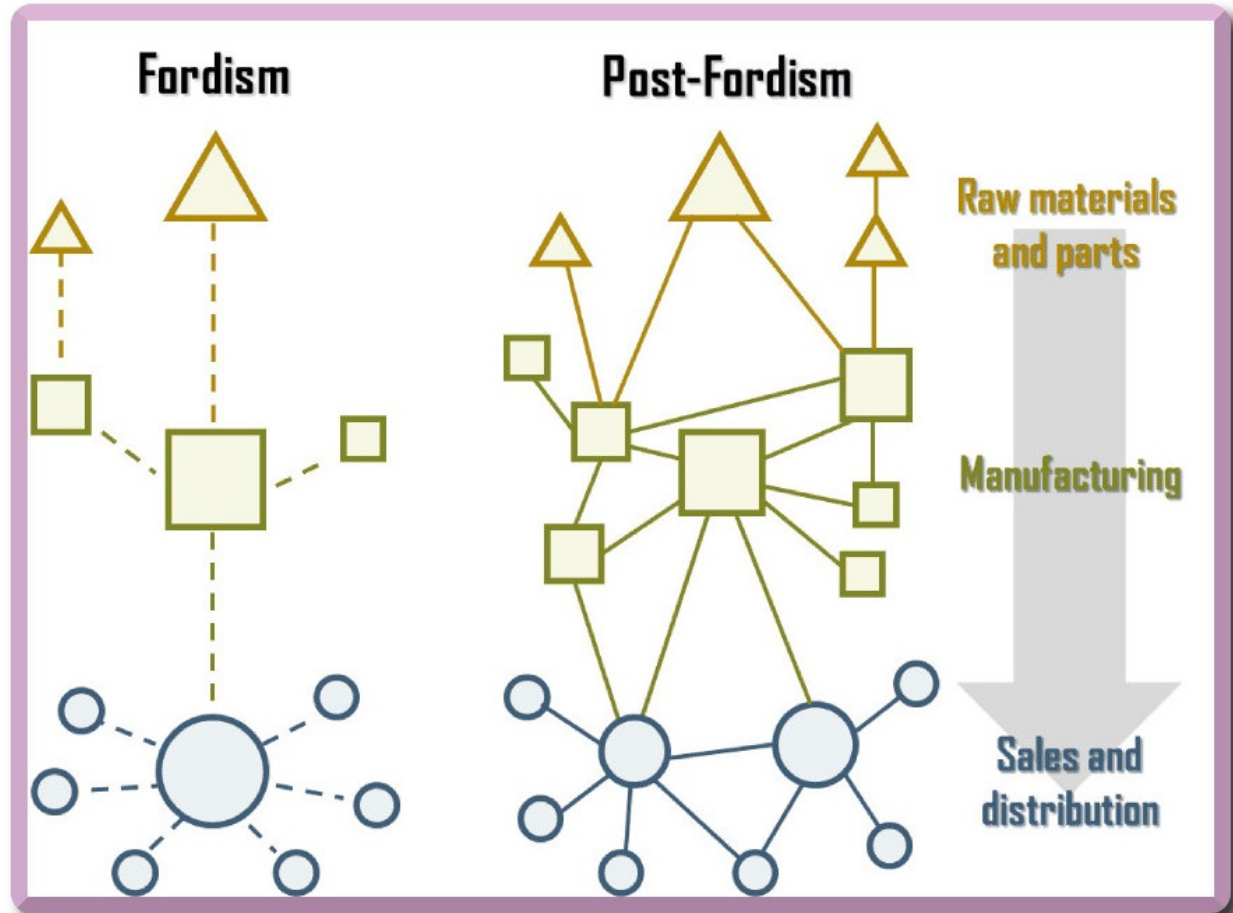 Fordism
Post-Fordism
Raw materials
and parts
Manufacturing
Sales and
distribution